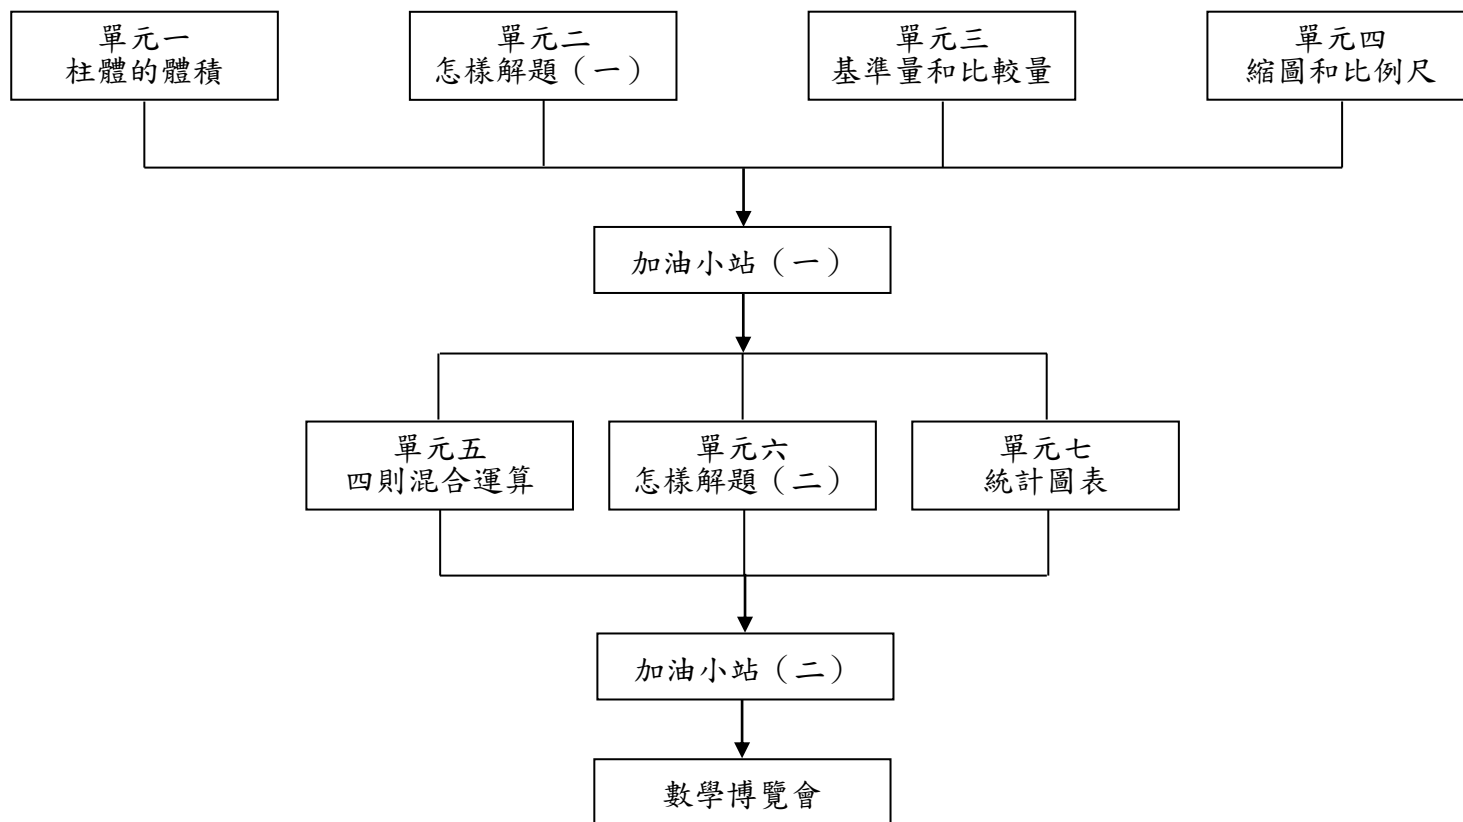 單元一
柱體的體積
單元二
怎樣解題（一）
單元三
基準量和比較量
單元四
縮圖和比例尺
加油小站（一）
單元五
四則混合運算
單元六
怎樣解題（二）
單元七
統計圖表
加油小站（二）
數學博覽會